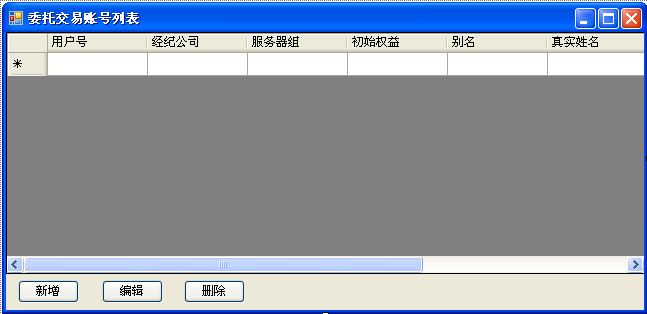 委托交易账号列表
用户号 经纪公司 服务器组 初始权益 别名 真实姓名
新增 编辑 删除